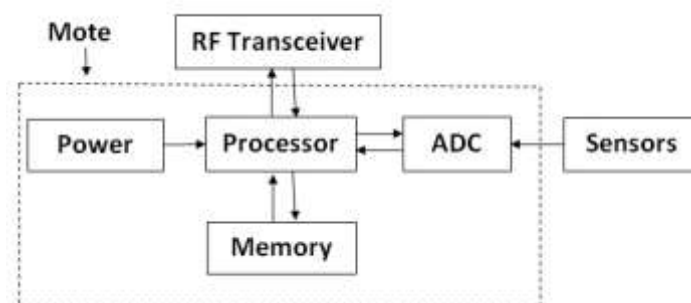 Mote
RF Transceiver
Power
Processor
ADC
Sensors
Memory